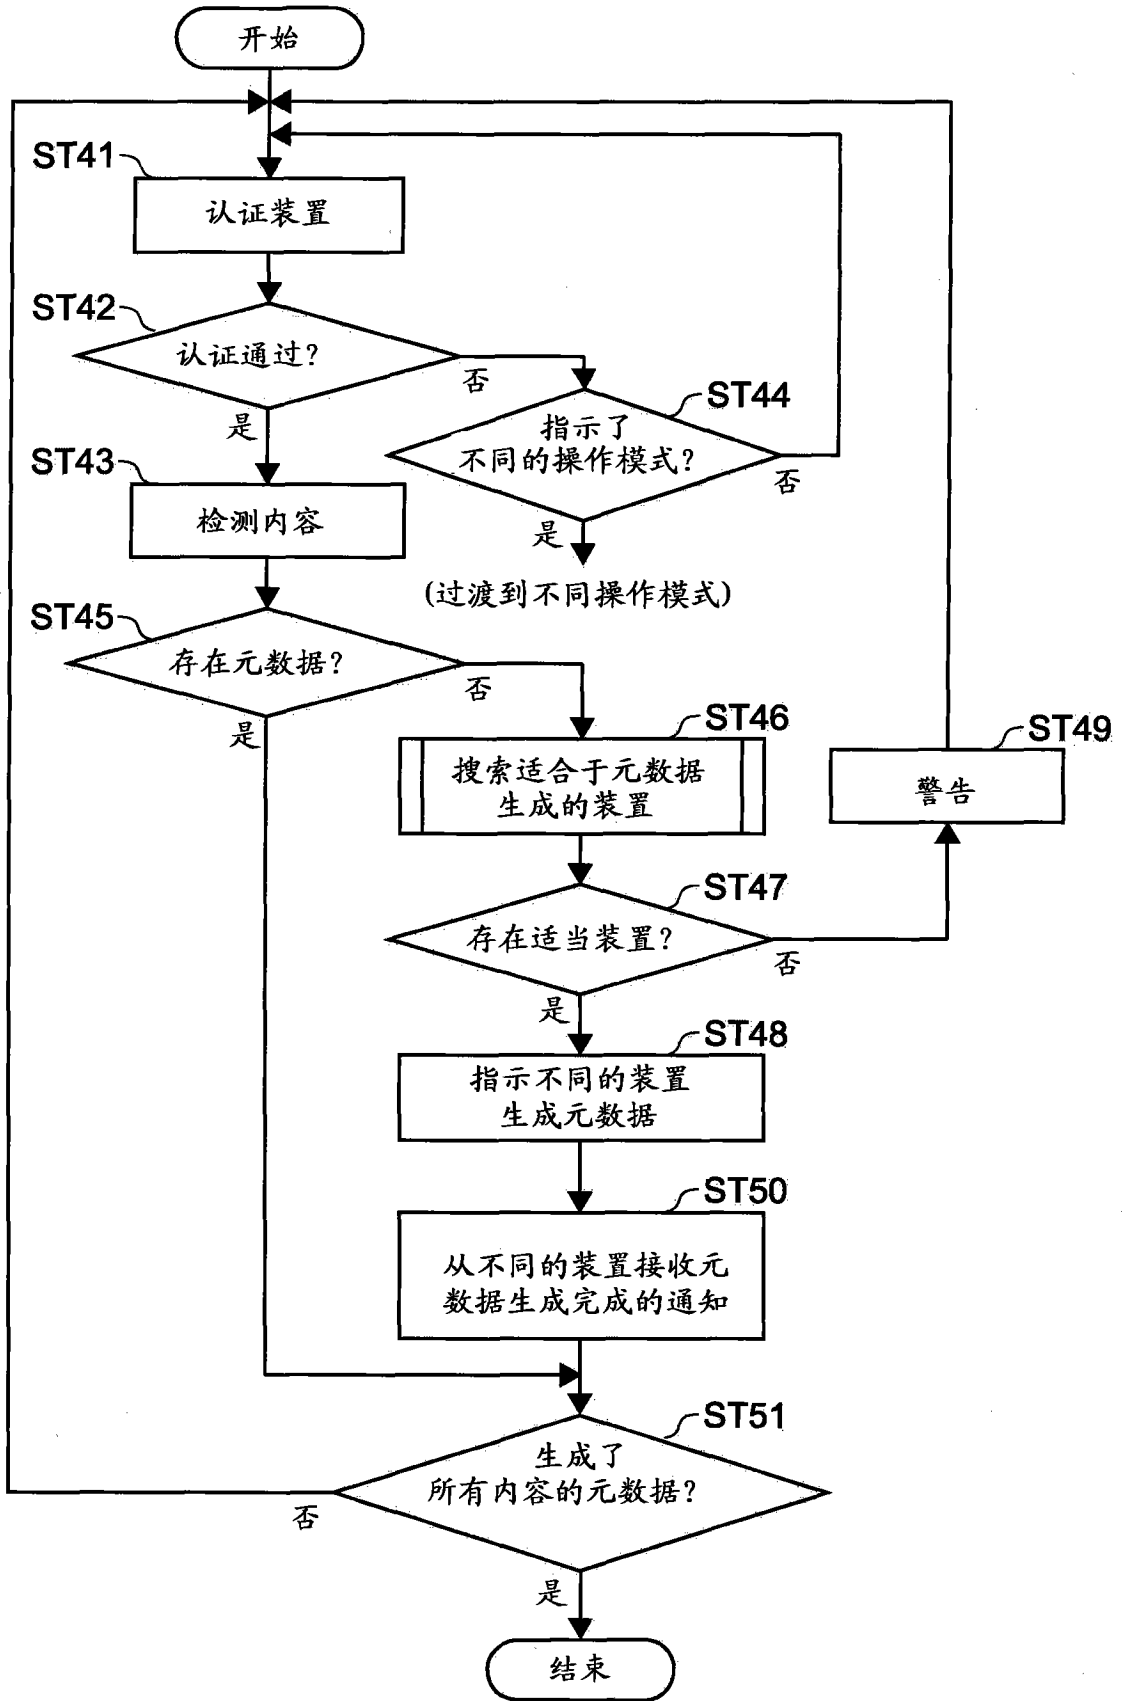 开始
ST41
认证装置
ST42
认证通过?
否
是
ST44
指示了
不同的操作模式?
否
是
(过渡到不同操作模式)
ST43
检测内容
ST45
存在元数据?
否
是
ST46
搜索适合于元数据
生成的装置
ST49
警告
ST47
存在适当装置?
否
是
ST48
指示不同的装置
生成元数据
ST50
从不同的装置接收元
数据生成完成的通知
ST51
生成了
所有内容的元数据?
否
是
结束